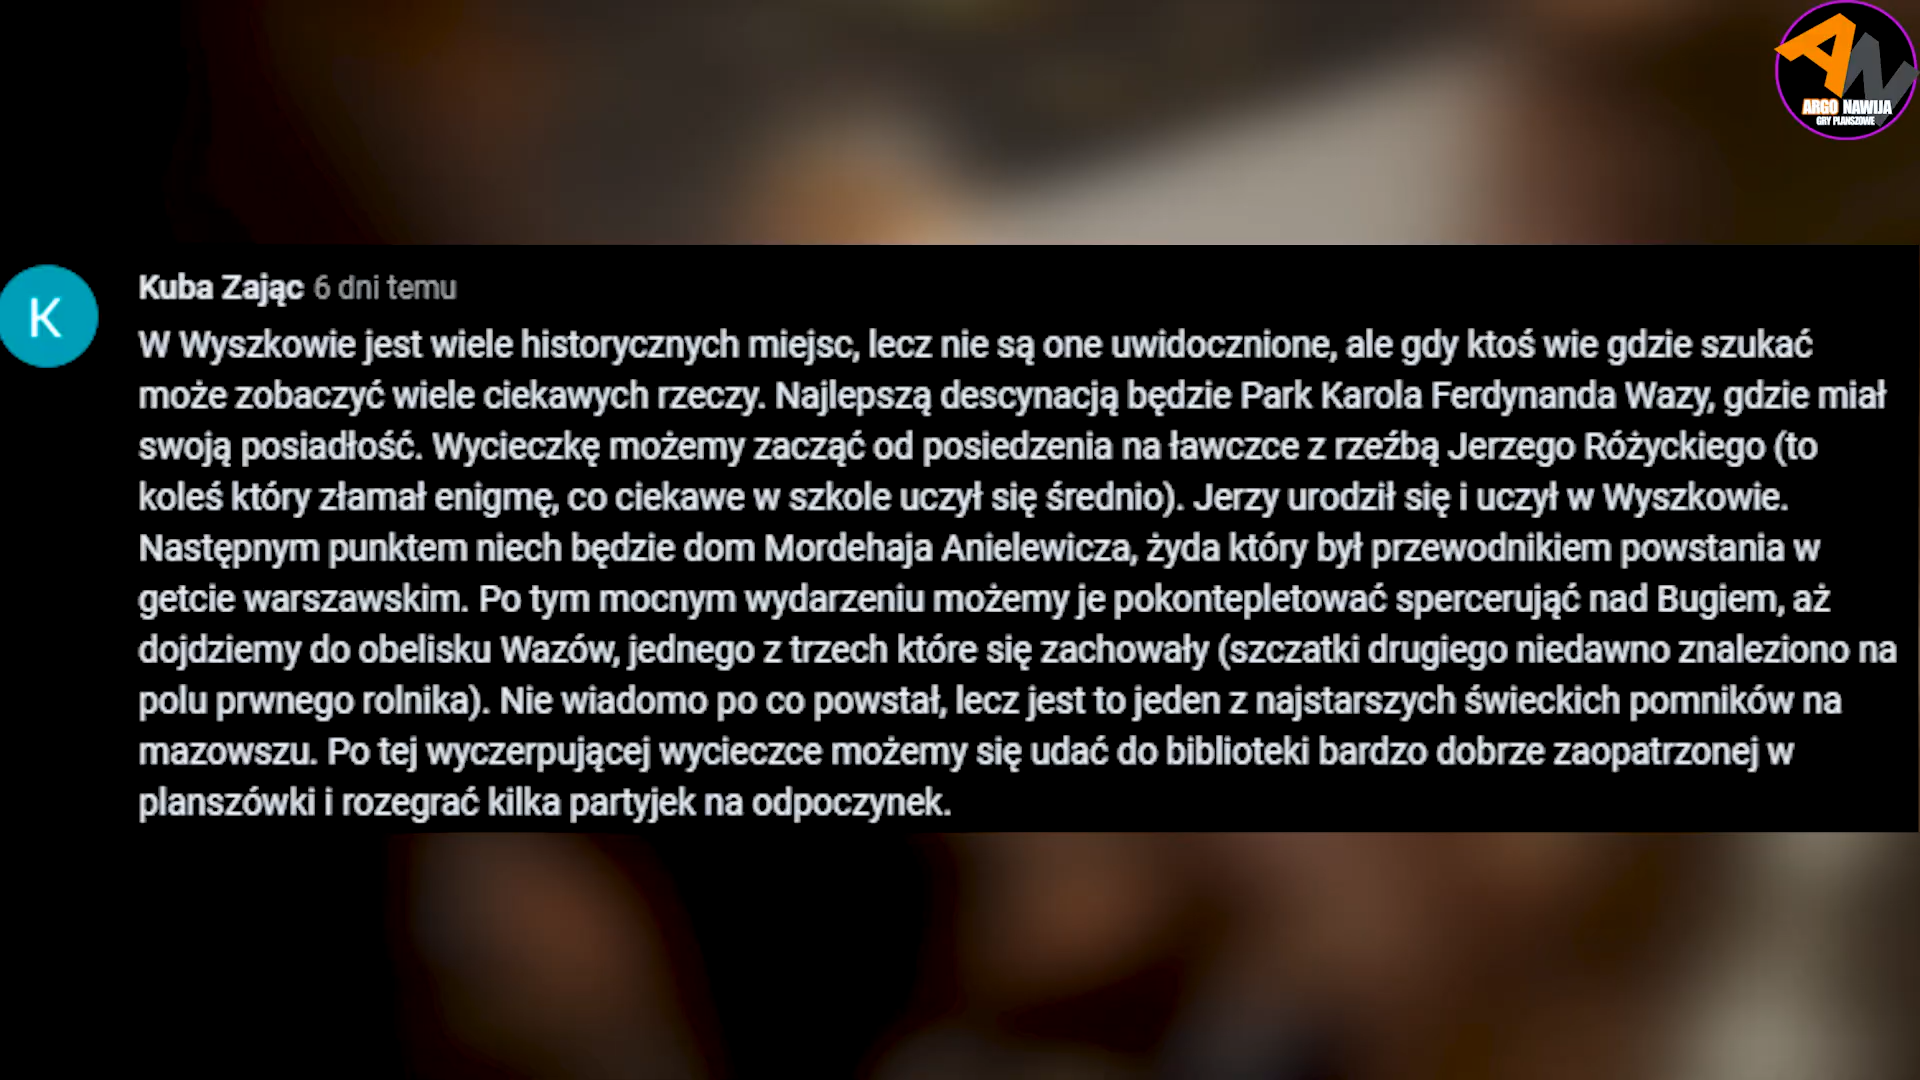 ARGO NAWIJA
GRY PLANSZOWE
K
Kuba Zając 6 dni temu
W Wyszkowie jest wiele historycznych miejsc, lecz nie są one uwidocznione, ale gdy ktoś wie gdzie szukać
może zobaczyć wiele ciekawych rzeczy. Najlepszą descynacją będzie Park Karola Ferdynanda Wazy, gdzie miał
swoją posiadłość. Wycieczkę możemy zacząć od posiedzenia na ławczce z rzeźbą Jerzego Różyckiego (to
koleś który złamał enigmę, co ciekawe w szkole uczył się średnio). Jerzy urodził się i uczył w Wyszkowie.
Następnym punktem niech będzie dom Mordehaja Anielewicza, żyda który był przewodnikiem powstania w
getcie warszawskim. Po tym mocnym wydarzeniu możemy je pokontepletować spercerująć nad Bugiem, aż
dojdziemy do obelisku Wazów, jednego z trzech które się zachowały (szczatki drugiego niedawno znaleziono na
polu prwnego rolnika). Nie wiadomo po co powstał, lecz jest to jeden z najstarszych świeckich pomników na
mazowszu. Po tej wyczerpującej wycieczce możemy się udać do biblioteki bardzo dobrze zaopatrzonej w
planszówki i rozegrać kilka partyjek na odpoczynek.